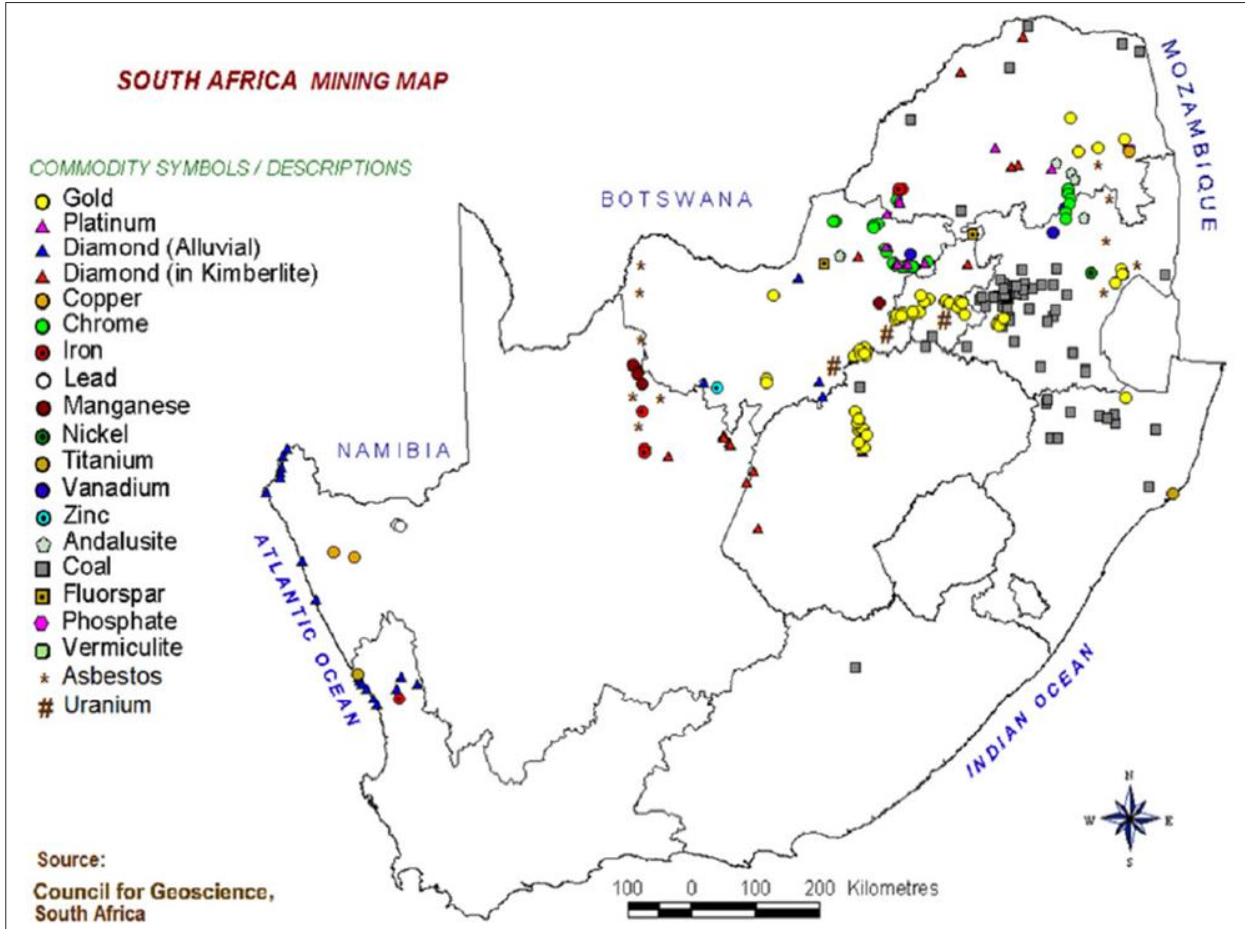 SOUTH AFRICA MINING MAP
COMMODITY SYMBOLS / DESCRIPTIONS
Gold
Platinum
Diamond (Alluvial)
Diamond (in Kimberlite)
Copper
Chrome
Iron
Lead
Manganese
Nickel
Titanium
Vanadium
Zinc
Andalusite
Coal
Fluorspar
Phosphate
Vermiculite
Asbestos
# Uranium
BOTSWANA
MOZAMBIQUE
NAMIBIA
ATLANTIC OCEAN
INDIAN OCEAN
#
#
#
N
W E
S
Source:
Council for Geoscience,
South Africa
100 0 100 200 Kilometres